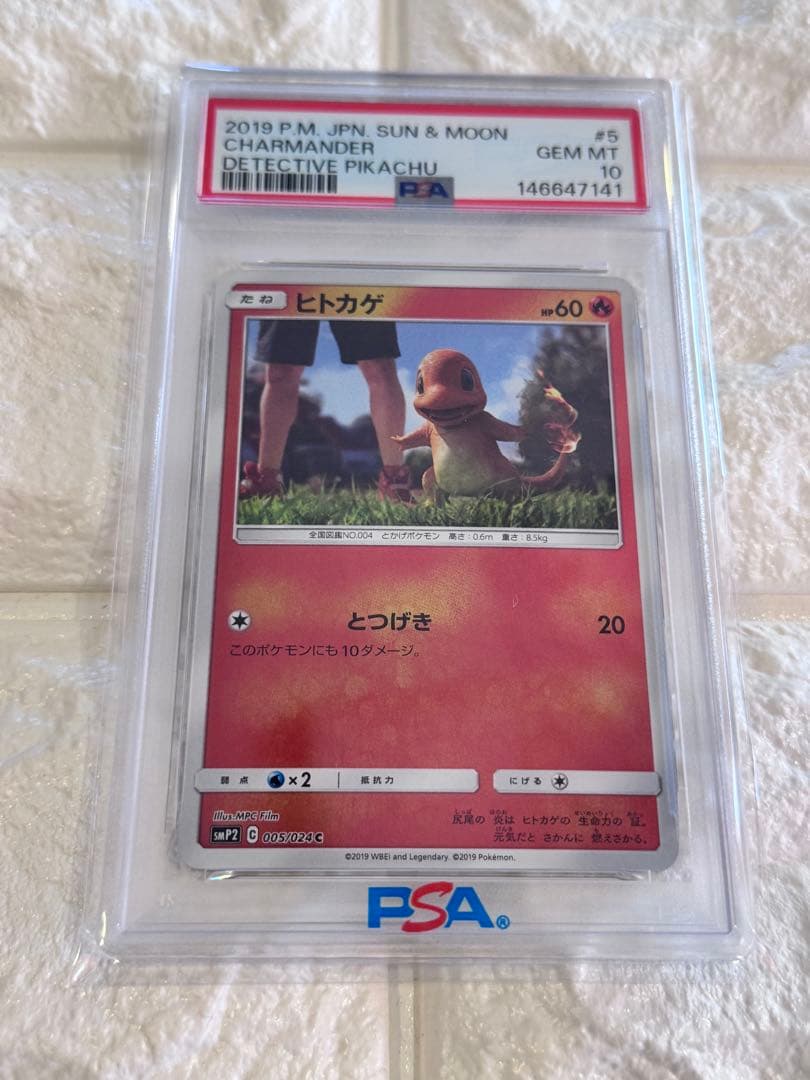 2019 P.M. JPN. SUN & MOON #5
CHARMANDER GEM MT
DETECTIVE PIKACHU 10
PSA 146647141
たね ヒトカゲ HP60
全国図鑑NO.004 とかげポケモン 高さ:0.6m 重さ:8.5kg
とつげき 20
このポケモンにも10ダメージ。
弱点 ×2 抵抗力 にげる
Illus.MPC Film
尻尾の 炎は ヒトカゲの 生命力の 証。
元気だと さかんに 燃えさかる。
SMP2 C 005/024 C
©2019 WBEI and Legendary. ©2019 Pokémon.
PSA®